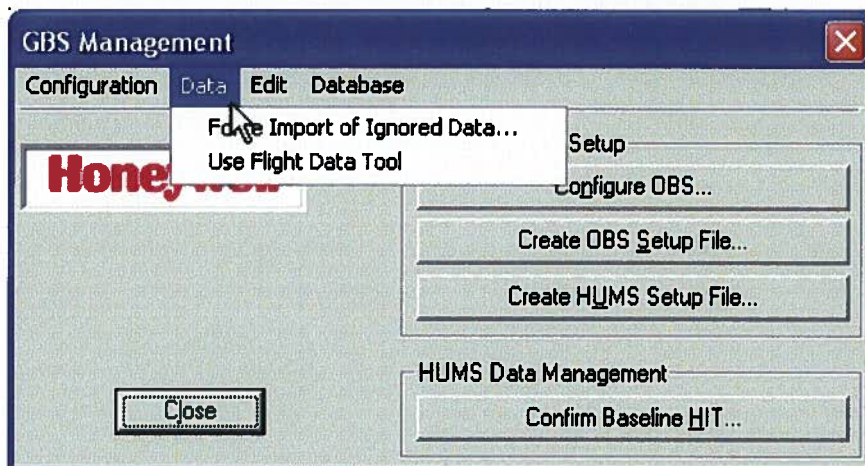 GBS Management
Configuration Data Edit Database
Force Import of Ignored Data...
Use Flight Data Tool
Setup
Configure OBS...
Create OBS Setup File...
Create HUMS Setup File...
HUMS Data Management
Confirm Baseline HIT...
Close